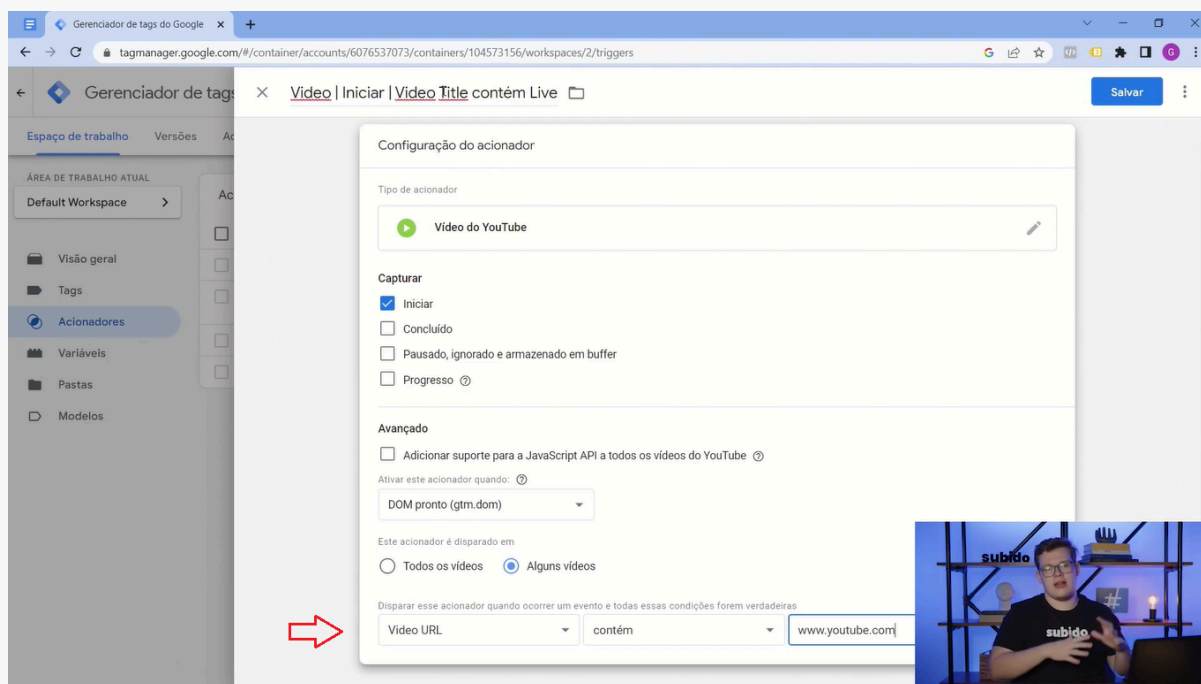 Gerenciador de tags do Google
tagmanager.google.com/#/container/accounts/6076537073/containers/104573156/workspaces/2/triggers
G
Gerenciador de tags
Video | Iniciar | Video Title contém Live
Salvar
Espaço de trabalho
Versões
Configuração do acionador
ÁREA DE TRABALHO ATUAL
Default Workspace
Tipo de acionador
Vídeo do YouTube
Visão geral
Tags
Acionadores
Variáveis
Pastas
Modelos
Capturar
Iniciar
Concluído
Pausado, ignorado e armazenado em buffer
Progresso
Avançado
Adicionar suporte para a JavaScript API a todos os vídeos do YouTube
Ativar este acionador quando:
DOM pronto (gtm.dom)
Este acionador é disparado em
Todos os vídeos
Alguns vídeos
Disparar esse acionador quando ocorrer um evento e todas essas condições forem verdadeiras
Video URL
contém
www.youtube.com
subido
#
subido